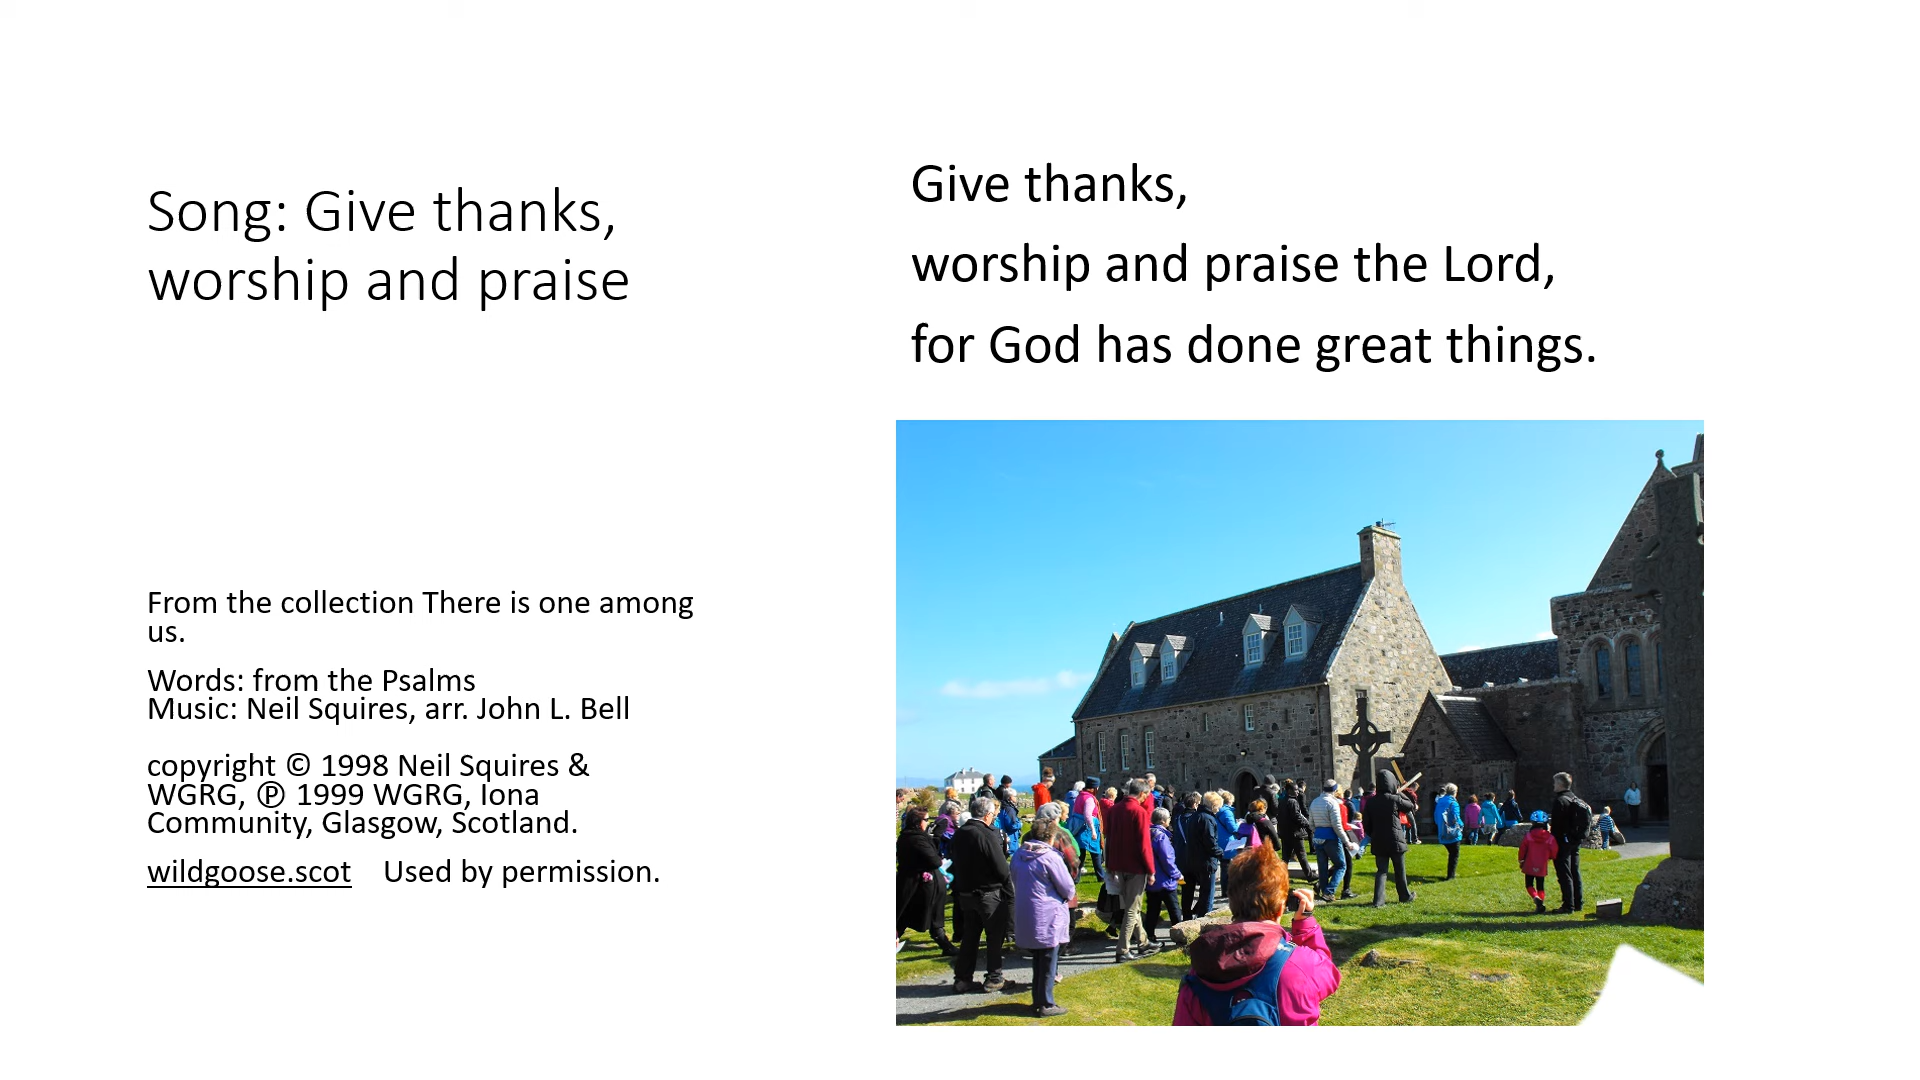 Song: Give thanks,
worship and praise
From the collection There is one among
us.
Words: from the Psalms
Music: Neil Squires, arr. John L. Bell
copyright © 1998 Neil Squires &
WGRG, ℗ 1999 WGRG, Iona
Community, Glasgow, Scotland.
wildgoose.scot    Used by permission.
Give thanks,
worship and praise the Lord,
for God has done great things.